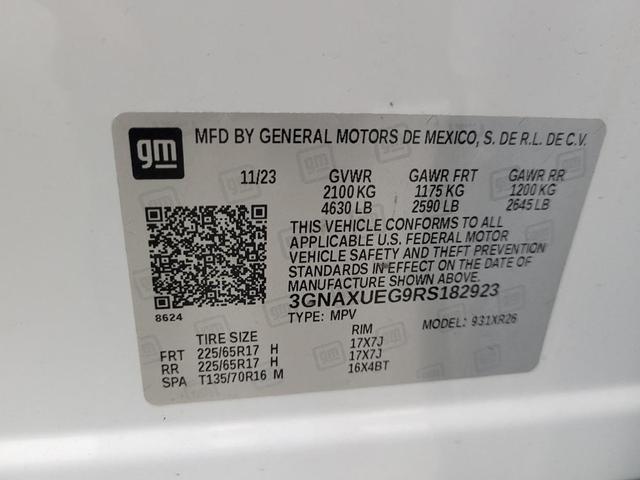 gm MFD BY GENERAL MOTORS DE MEXICO, S. DE R.L. DE C.V.
11/23 GVWR GAWR FRT GAWR RR
2100 KG 1175 KG 1200 KG
4630 LB 2590 LB 2645 LB
THIS VEHICLE CONFORMS TO ALL
APPLICABLE U.S. FEDERAL MOTOR
VEHICLE SAFETY AND THEFT PREVENTION
STANDARDS IN EFFECT ON THE DATE OF
MANUFACTURE SHOWN ABOVE.
8624 3GNAXUEG9RS182923
TYPE: MPV MODEL: 931XR26
TIRE SIZE RIM
FRT 225/65R17 H 17X7J
RR 225/65R17 H 17X7J
SPA T135/70R16 M 16X4BT